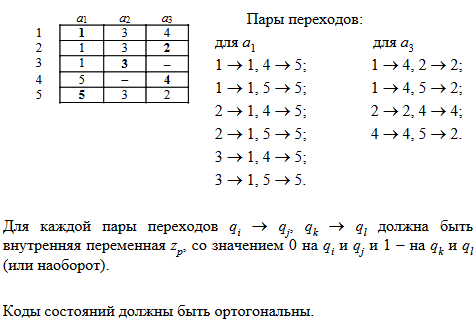 a1 a2 a3
1 1 3 4
2 1 3 2
3 1 3 –
4 5 – 4
5 5 3 2
Пары переходов:
для a1 для a3
1 → 1, 4 → 5; 1 → 4, 2 → 2;
1 → 1, 5 → 5; 1 → 4, 5 → 2;
2 → 1, 4 → 5; 2 → 2, 4 → 4;
2 → 1, 5 → 5; 4 → 4, 5 → 2.
3 → 1, 4 → 5;
3 → 1, 5 → 5.
Для каждой пары переходов qi → qj, qk → ql должна быть
внутренняя переменная zp, со значением 0 на qi и qj и 1 – на qk и ql
(или наоборот).
Коды состояний должны быть ортогональны.